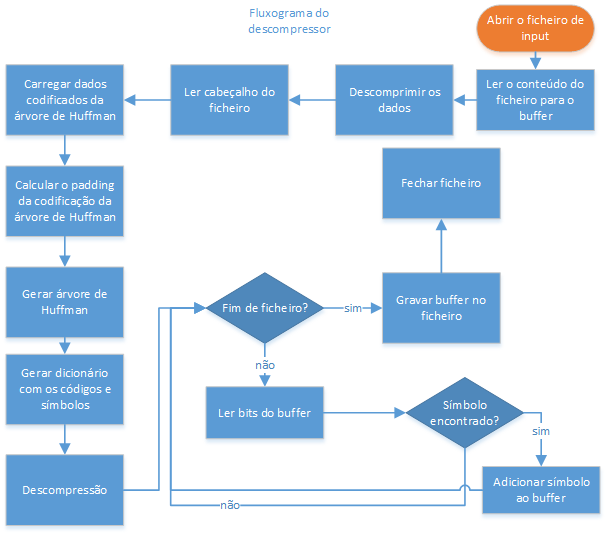 Fluxograma do
descompressor
Abrir o ficheiro de
input
Ler o conteúdo do
ficheiro para o
buffer
Descomprimir os
dados
Ler cabeçalho do
ficheiro
Carregar dados
codificados da
árvore de Huffman
Calcular o padding
da codificação da
árvore de Huffman
Gerar árvore de
Huffman
Gerar dicionário
com os códigos e
símbolos
Descompressão
Fim de ficheiro?
sim
Gravar buffer no
ficheiro
Fechar ficheiro
não
Ler bits do buffer
Símbolo
encontrado?
sim
Adicionar símbolo
ao buffer
não